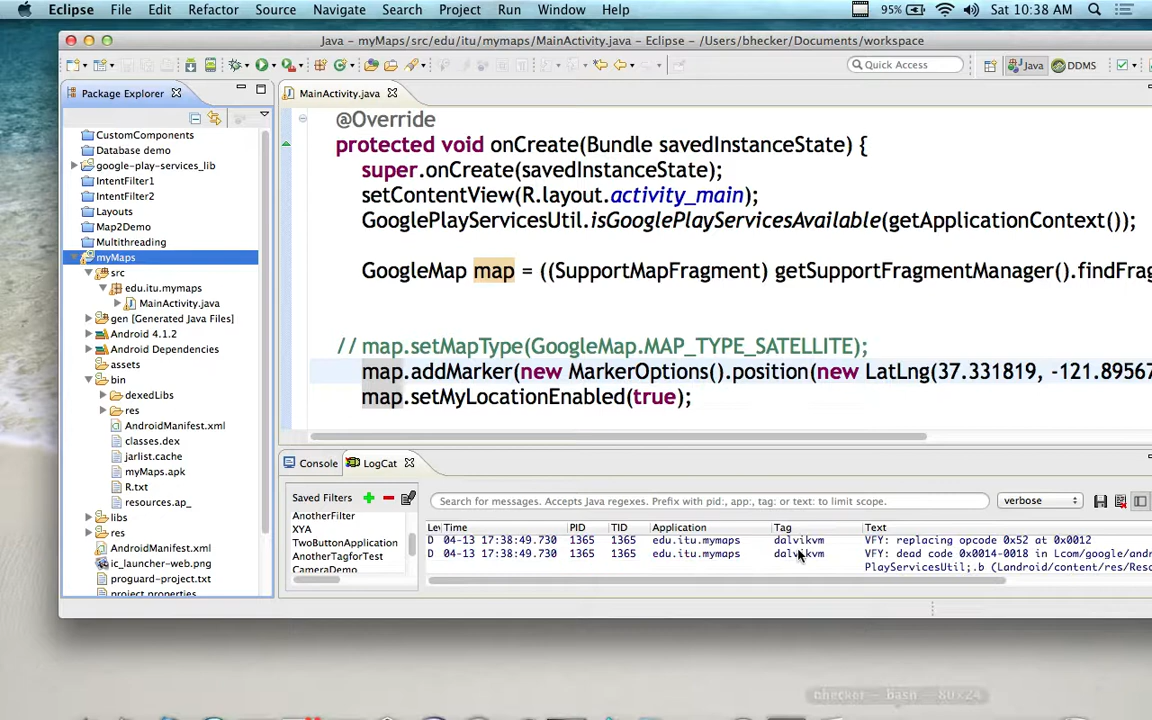 Eclipse File Edit Refactor Source Navigate Search Project Run Window Help 95% Sat 10:38 AM
Java – myMaps/src/edu/itu/mymaps/MainActivity.java – Eclipse – /Users/bhecker/Documents/workspace
Quick Access Java DDMS
Package Explorer
CustomComponents
Database demo
google-play-services_lib
IntentFilter1
IntentFilter2
Layouts
Map2Demo
Multithreading
myMaps
src
edu.itu.mymaps
MainActivity.java
gen [Generated Java Files]
Android 4.1.2
Android Dependencies
assets
bin
dexedLibs
res
AndroidManifest.xml
classes.dex
jarlist.cache
myMaps.apk
R.txt
resources.ap_
libs
res
AndroidManifest.xml
ic_launcher-web.png
proguard-project.txt
project.properties
MainActivity.java
@Override
protected void onCreate(Bundle savedInstanceState) {
super.onCreate(savedInstanceState);
setContentView(R.layout.activity_main);
GooglePlayServicesUtil.isGooglePlayServicesAvailable(getApplicationContext());
GoogleMap map = ((SupportMapFragment) getSupportFragmentManager().findFrag
// map.setMapType(GoogleMap.MAP_TYPE_SATELLITE);
map.addMarker(new MarkerOptions().position(new LatLng(37.331819, -121.89567
map.setMyLocationEnabled(true);
Console LogCat
Saved Filters
AnotherFilter
XYA
TwoButtonApplication
AnotherTagforTest
CameraDemo
Search for messages. Accepts Java regexes. Prefix with pid:, app:, tag: or text: to limit scope. verbose
Le Time PID TID Application Tag Text
D 04-13 17:38:49.730 1365 1365 edu.itu.mymaps dalvikvm VFY: replacing opcode 0x52 at 0x0012
D 04-13 17:38:49.730 1365 1365 edu.itu.mymaps dalvikvm VFY: dead code 0x0014-0018 in Lcom/google/andr
PlayServicesUtil;.b (Landroid/content/res/Reso
bhecker — bash — 80×24